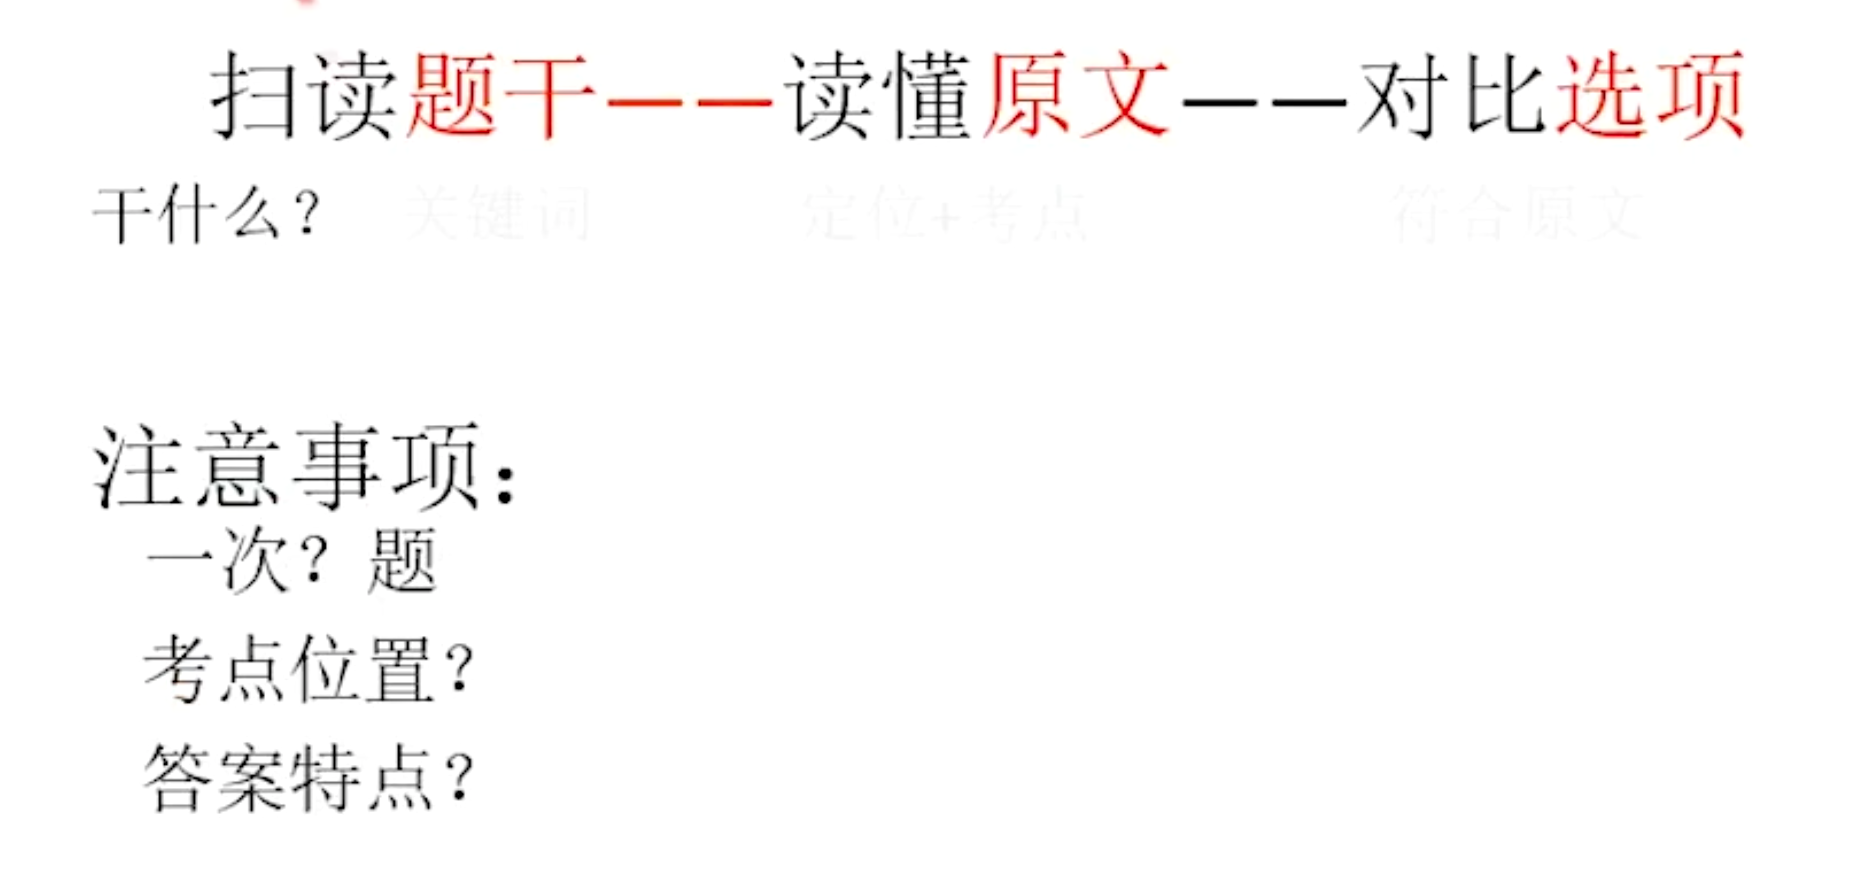 扫读题干——读懂原文——对比选项
干什么？ 关键词 定位+考点 符合原文
注意事项：
一次？题
考点位置？
答案特点？